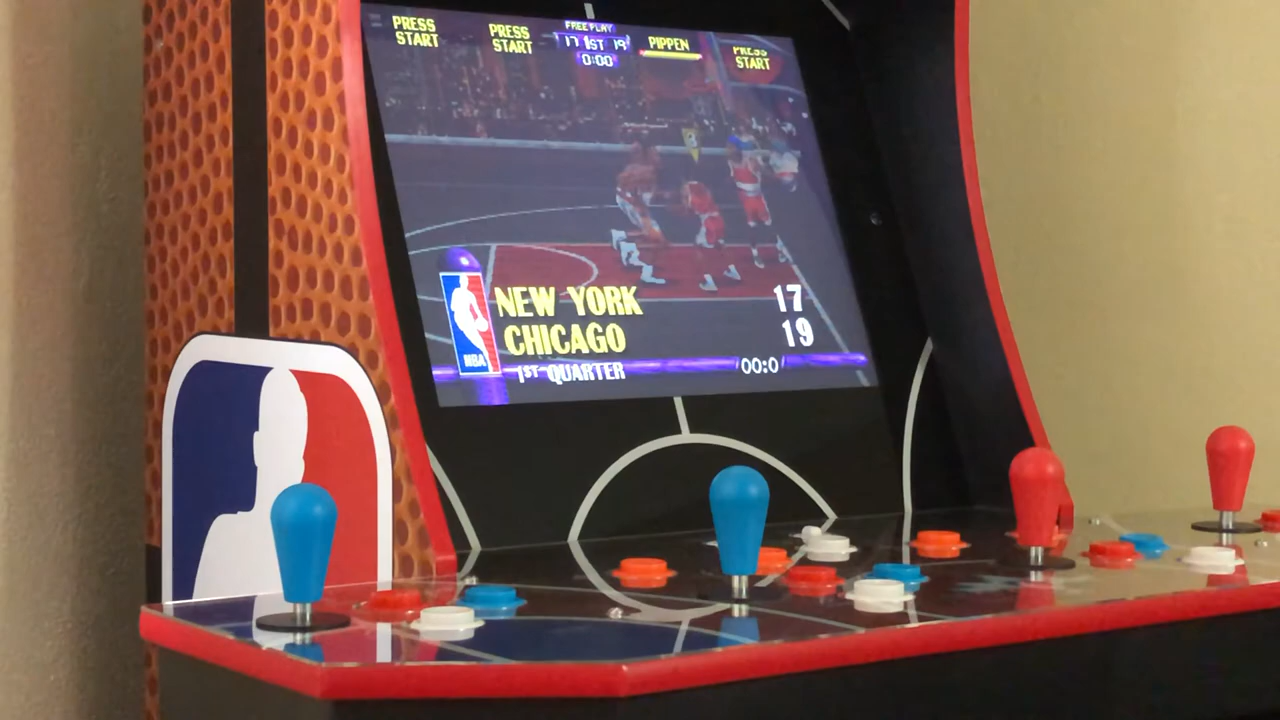 PRESS
START
PRESS
START
FREE PLAY
17 1ST 19
0:00
PIPPEN
PRESS
START
NEW YORK 17
CHICAGO 19
1ST QUARTER 00:0
NBA